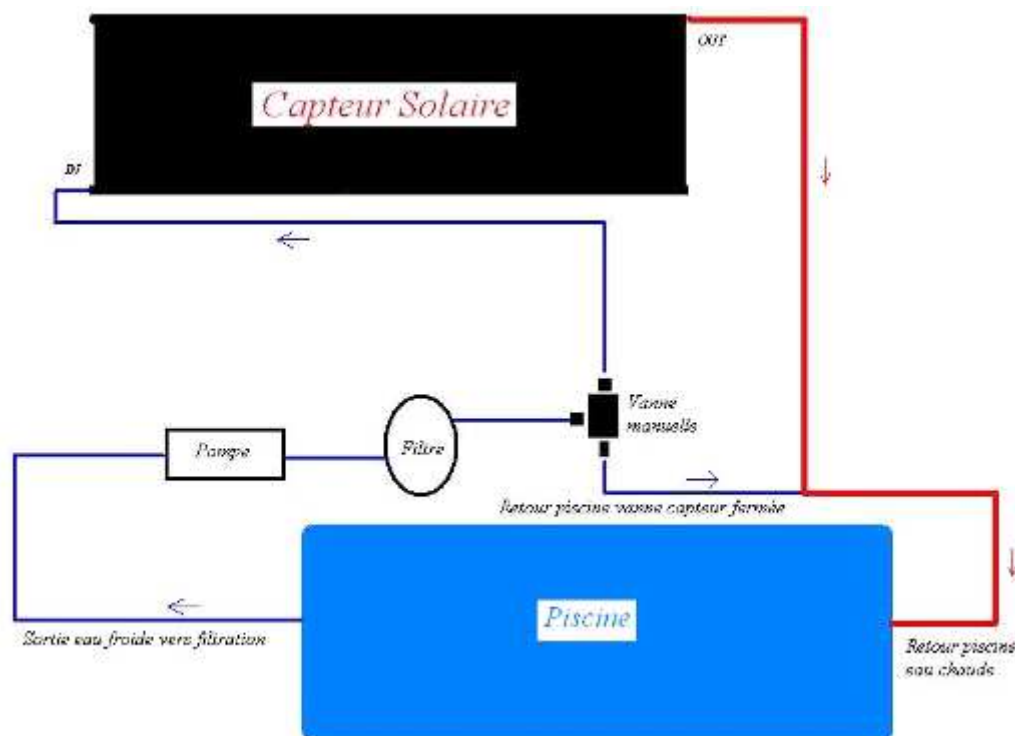 OUT
Capteur Solaire
IN
Vanne
manuelle
Filtre
Pompe
Retour piscine vanne capteur fermée
Piscine
Sortie eau froide vers filtration
Retour piscine
eau chaude